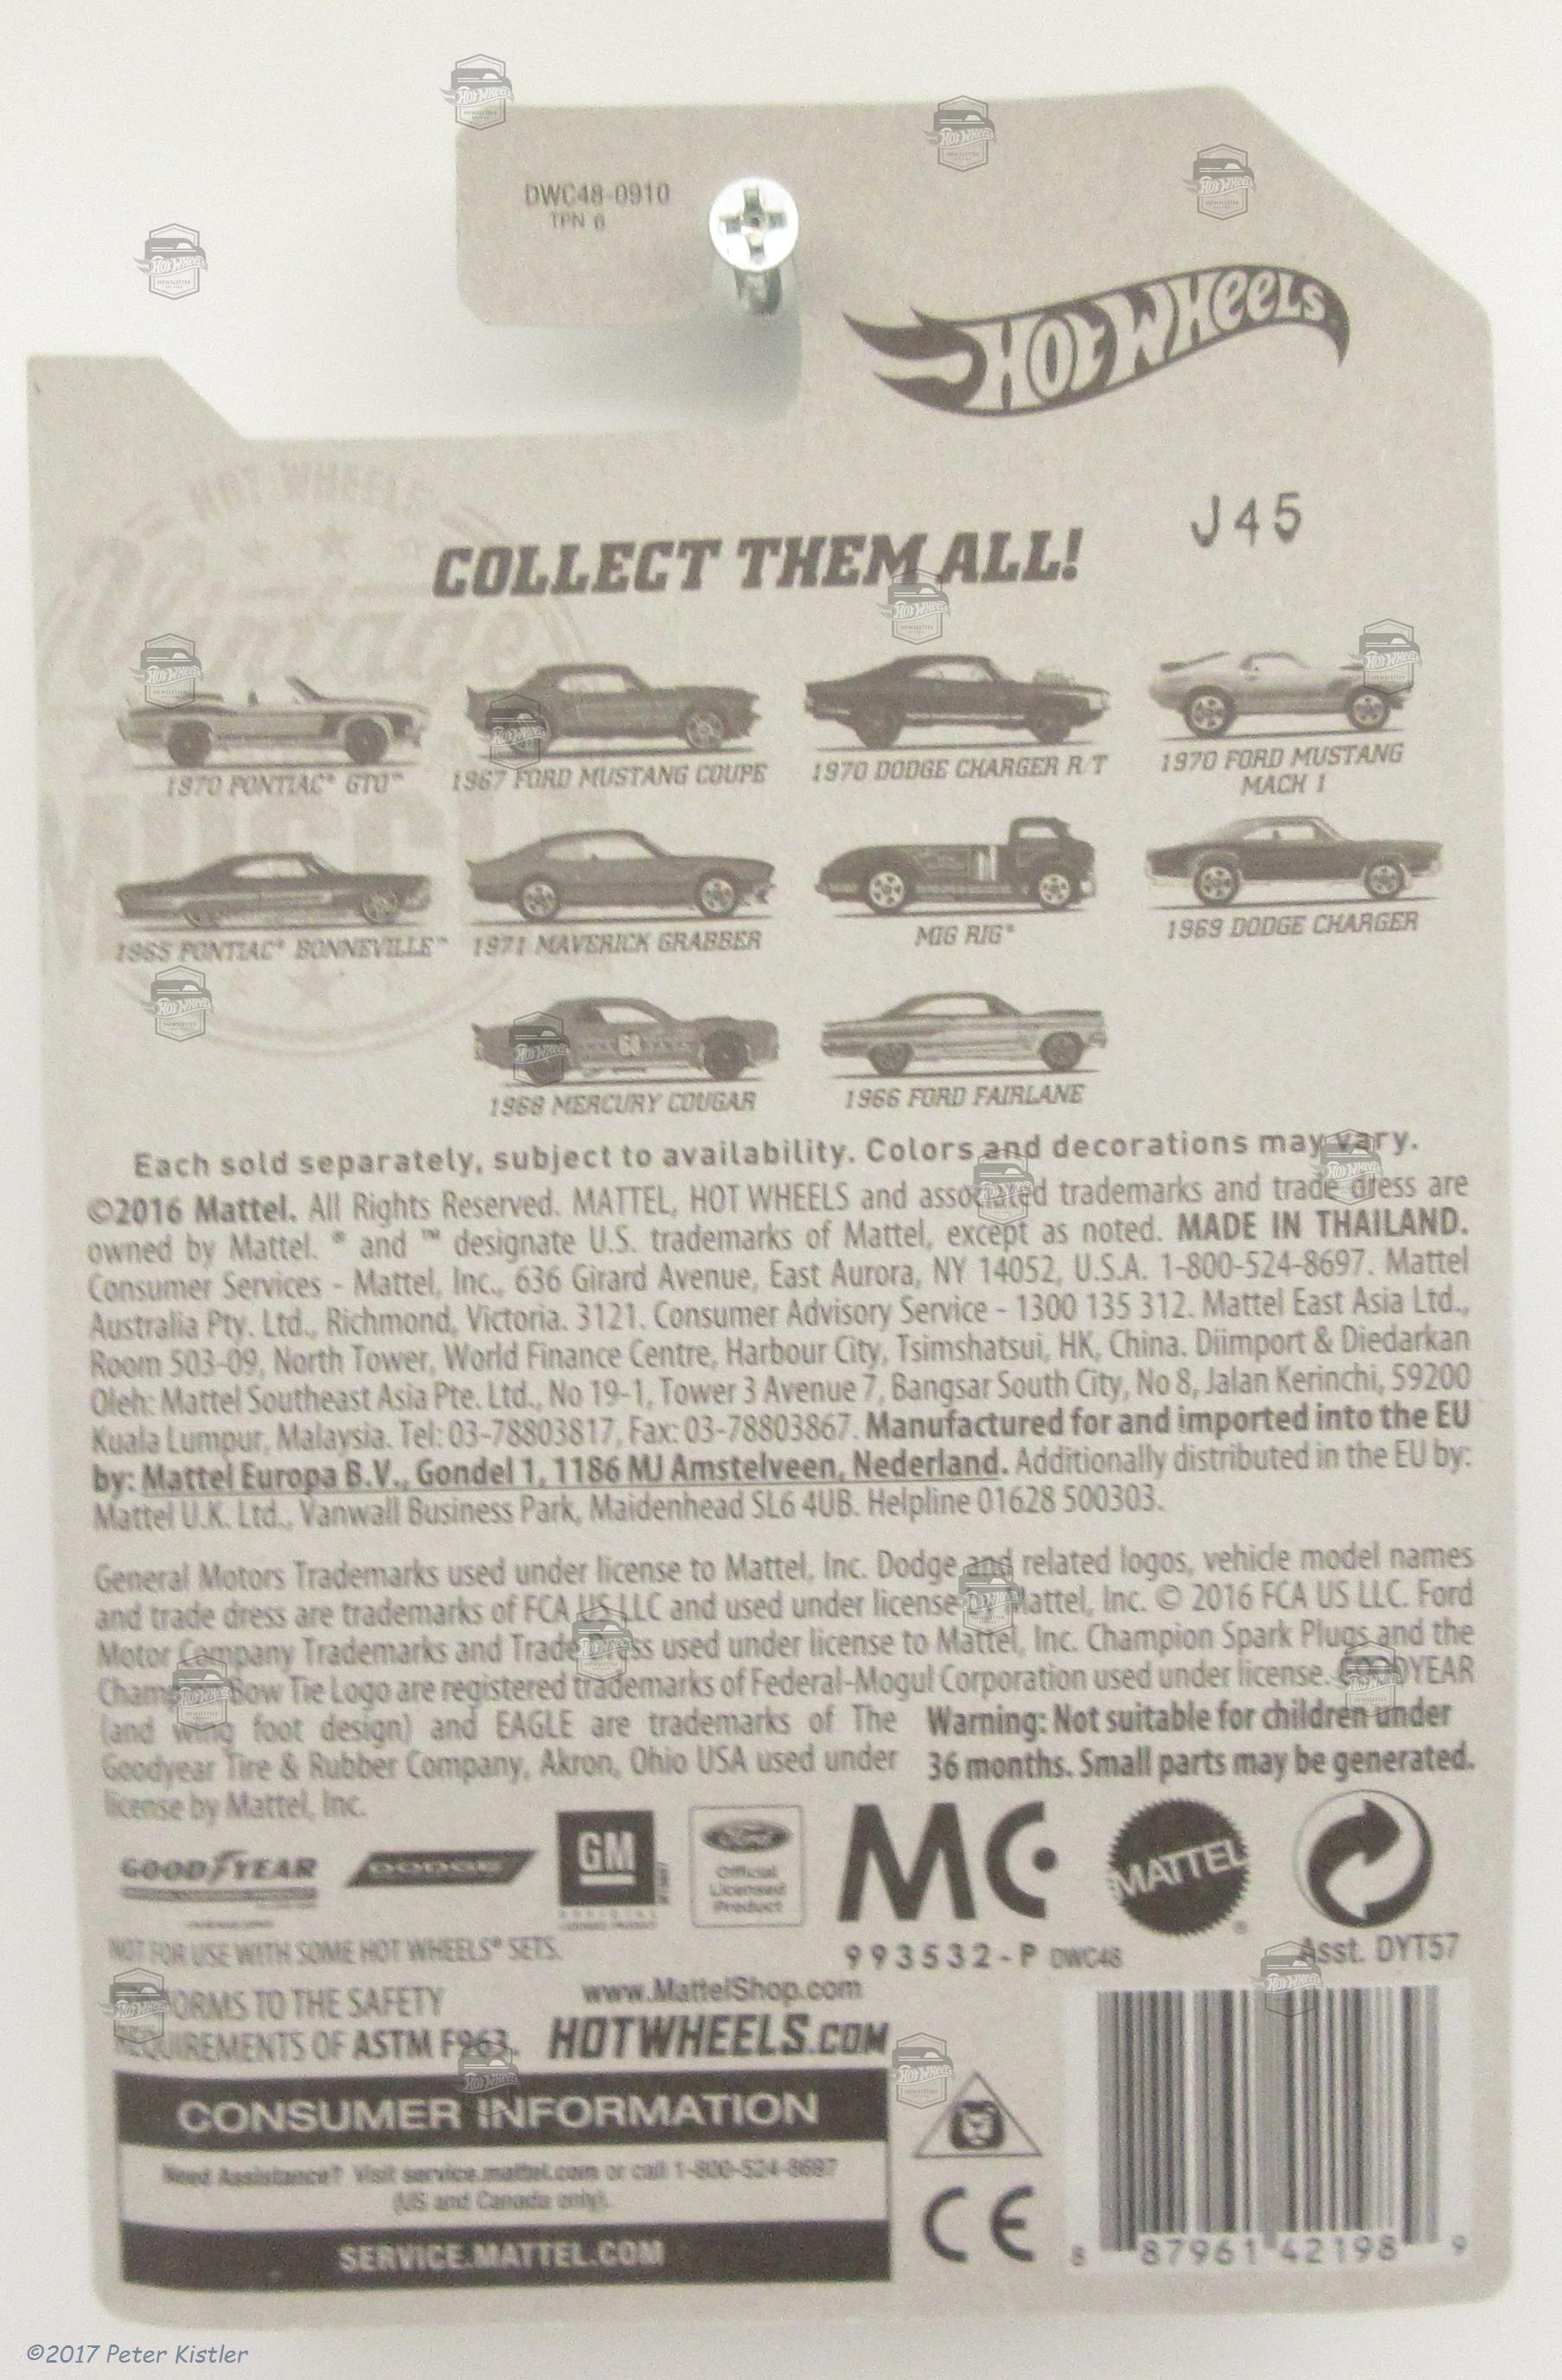 DWC48-0910
TPN 6
HOT WHEELS
J45
HOT WHEELS
Vintage
COLLECT THEM ALL!
1970 PONTIAC® GTO™
1967 FORD MUSTANG COUPE
1970 DODGE CHARGER R/T
1970 FORD MUSTANG
MACH 1
1965 PONTIAC® BONNEVILLE™
1971 MAVERICK GRABBER
MIG RIG®
1969 DODGE CHARGER
1968 MERCURY COUGAR
1966 FORD FAIRLANE
Each sold separately, subject to availability. Colors and decorations may vary.
©2016 Mattel. All Rights Reserved. MATTEL, HOT WHEELS and associated trademarks and trade dress are
owned by Mattel. ® and ™ designate U.S. trademarks of Mattel, except as noted. MADE IN THAILAND.
Consumer Services - Mattel, Inc., 636 Girard Avenue, East Aurora, NY 14052, U.S.A. 1-800-524-8697. Mattel
Australia Pty. Ltd., Richmond, Victoria. 3121. Consumer Advisory Service - 1300 135 312. Mattel East Asia Ltd.,
Room 503-09, North Tower, World Finance Centre, Harbour City, Tsimshatsui, HK, China. Diimport & Diedarkan
Oleh: Mattel Southeast Asia Pte. Ltd., No 19-1, Tower 3 Avenue 7, Bangsar South City, No 8, Jalan Kerinchi, 59200
Kuala Lumpur, Malaysia. Tel: 03-78803817, Fax: 03-78803867. Manufactured for and imported into the EU
by: Mattel Europa B.V., Gondel 1, 1186 MJ Amstelveen, Nederland. Additionally distributed in the EU by:
Mattel U.K. Ltd., Vanwall Business Park, Maidenhead SL6 4UB. Helpline 01628 500303.
General Motors Trademarks used under license to Mattel, Inc. Dodge and related logos, vehicle model names
and trade dress are trademarks of FCA US LLC and used under license by Mattel, Inc. © 2016 FCA US LLC. Ford
Motor Company Trademarks and Trade Dress used under license to Mattel, Inc. Champion Spark Plugs and the
Champion Bow Tie Logo are registered trademarks of Federal-Mogul Corporation used under license. GOODYEAR
(and wing foot design) and EAGLE are trademarks of The
Goodyear Tire & Rubber Company, Akron, Ohio USA used under
license by Mattel, Inc.
Warning: Not suitable for children under
36 months. Small parts may be generated.
GOODYEAR
DODGE
GM
Ford
Official
Licensed
Product
MC
MATTEL
NOT FOR USE WITH SOME HOT WHEELS® SETS.
993532-P DWC48
Asst. DYT57
CONFORMS TO THE SAFETY
REQUIREMENTS OF ASTM F963.
www.MattelShop.com
HOTWHEELS.COM
CONSUMER INFORMATION
Need Assistance? Visit service.mattel.com or call 1-800-524-8697
(US and Canada only).
SERVICE.MATTEL.COM
CE
8 87961 42198 9
©2017 Peter Kistler